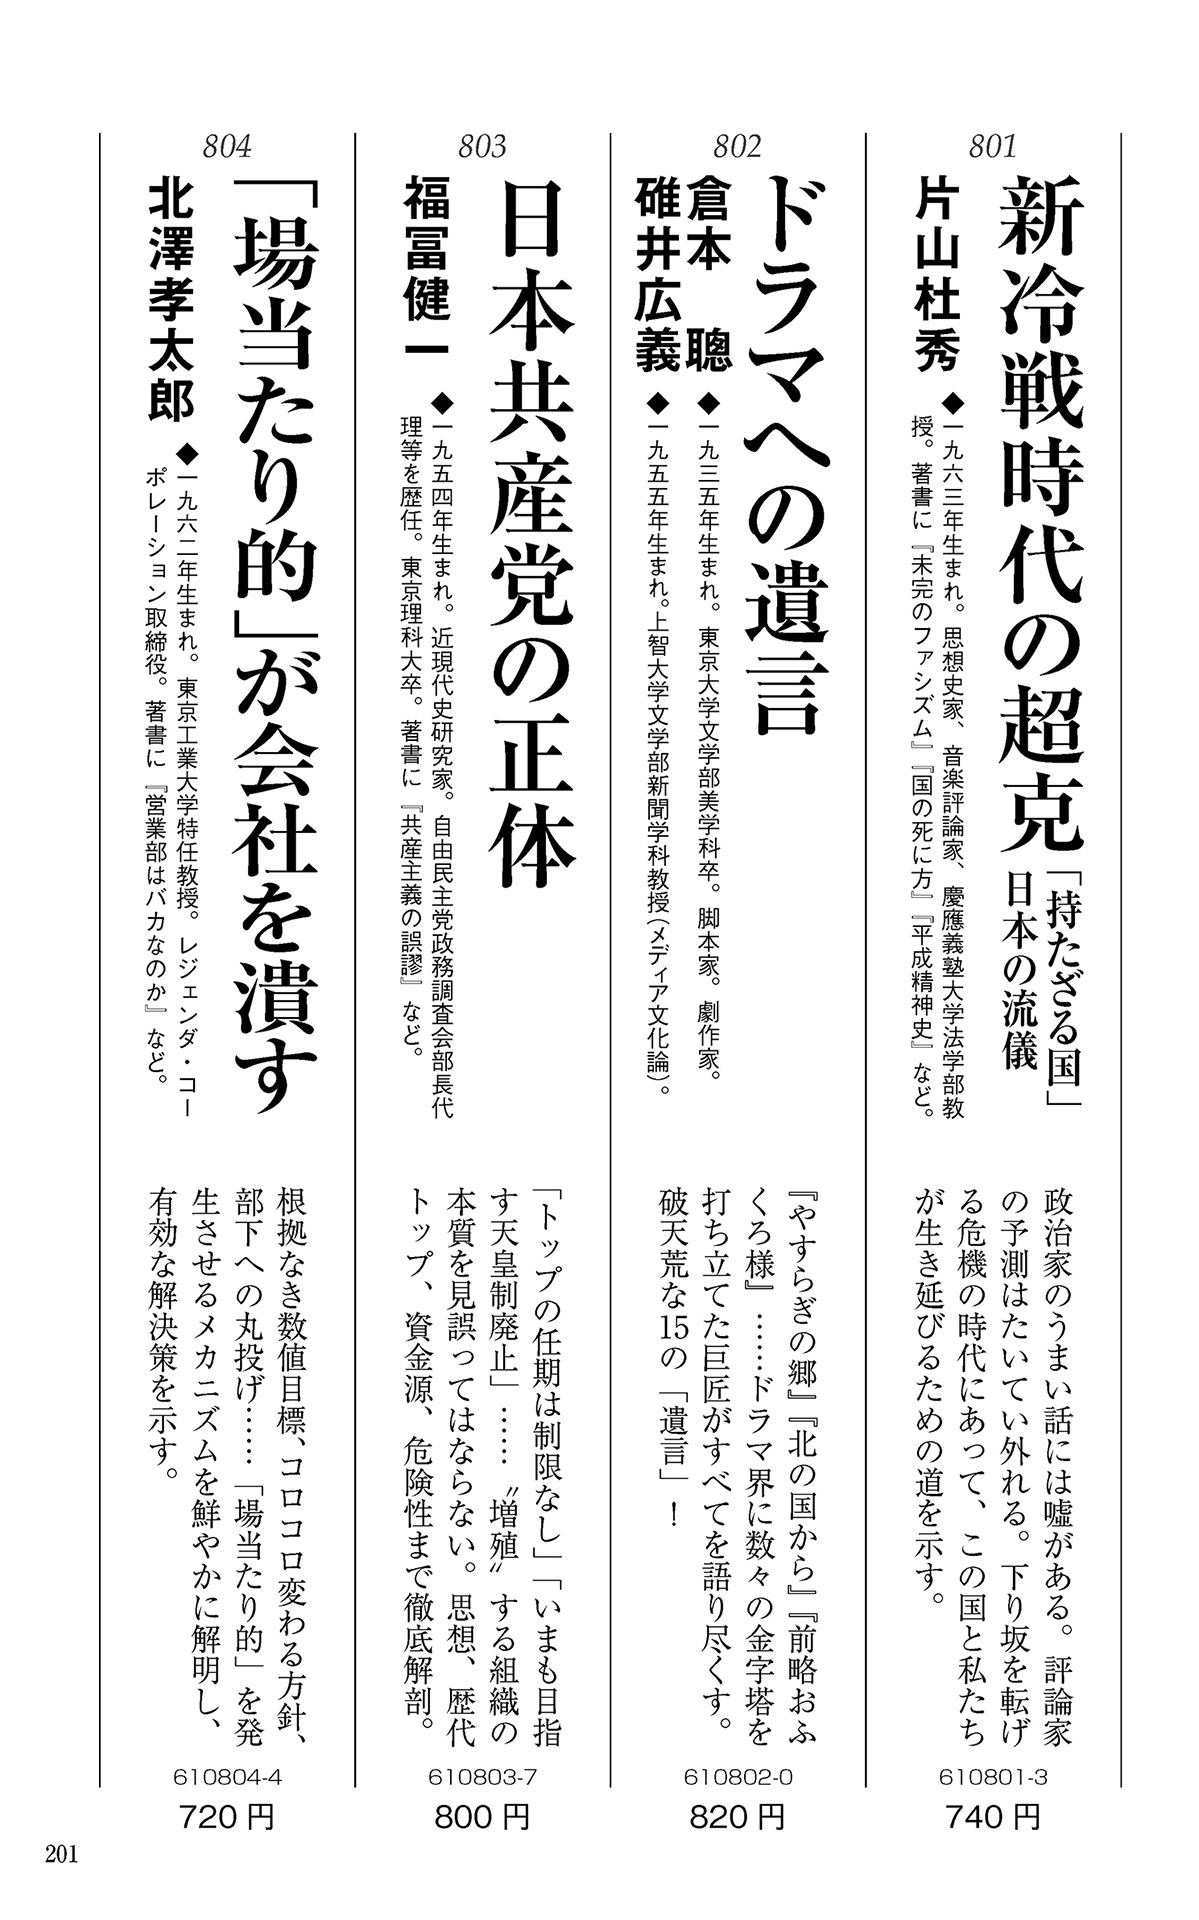 801
新冷戦時代の超克
「持たざる国」
日本の流儀
片山杜秀
◆一九六三年生まれ。思想史家、音楽評論家、慶應義塾大学法学部教
授。著書に『未完のファシズム』『国の死に方』『平成精神史』など。
政治家のうまい話には嘘がある。評論家
の予測はたいてい外れる。下り坂を転げ
る危機の時代にあって、この国と私たち
が生き延びるための道を示す。
610801-3
740円
802
ドラマへの遺言
倉本 聰
◆一九三五年生まれ。東京大学文学部美学科卒。脚本家。劇作家。
碓井広義
◆一九五五年生まれ。上智大学文学部新聞学科教授(メディア文化論)。
『やすらぎの郷』『北の国から』『前略おふ
くろ様』……ドラマ界に数々の金字塔を
打ち立てた巨匠がすべてを語り尽くす。
破天荒な15の「遺言」!
610802-0
820円
803
日本共産党の正体
福冨健一
◆一九五四年生まれ。近現代史研究家。自由民主党政務調査会部長代
理等を歴任。東京理科大卒。著書に『共産主義の誤謬』など。
「トップの任期は制限なし」「いまも目指
す天皇制廃止」……〝増殖〟する組織の
本質を見誤ってはならない。思想、歴代
トップ、資金源、危険性まで徹底解剖。
610803-7
800円
804
「場当たり的」が会社を潰す
北澤孝太郎
◆一九六二年生まれ。東京工業大学特任教授。レジェンダ・コー
ポレーション取締役。著書に『営業部はバカなのか』など。
根拠なき数値目標、コロコロ変わる方針、
部下への丸投げ……「場当たり的」を発
生させるメカニズムを鮮やかに解明し、
有効な解決策を示す。
610804-4
720円
201